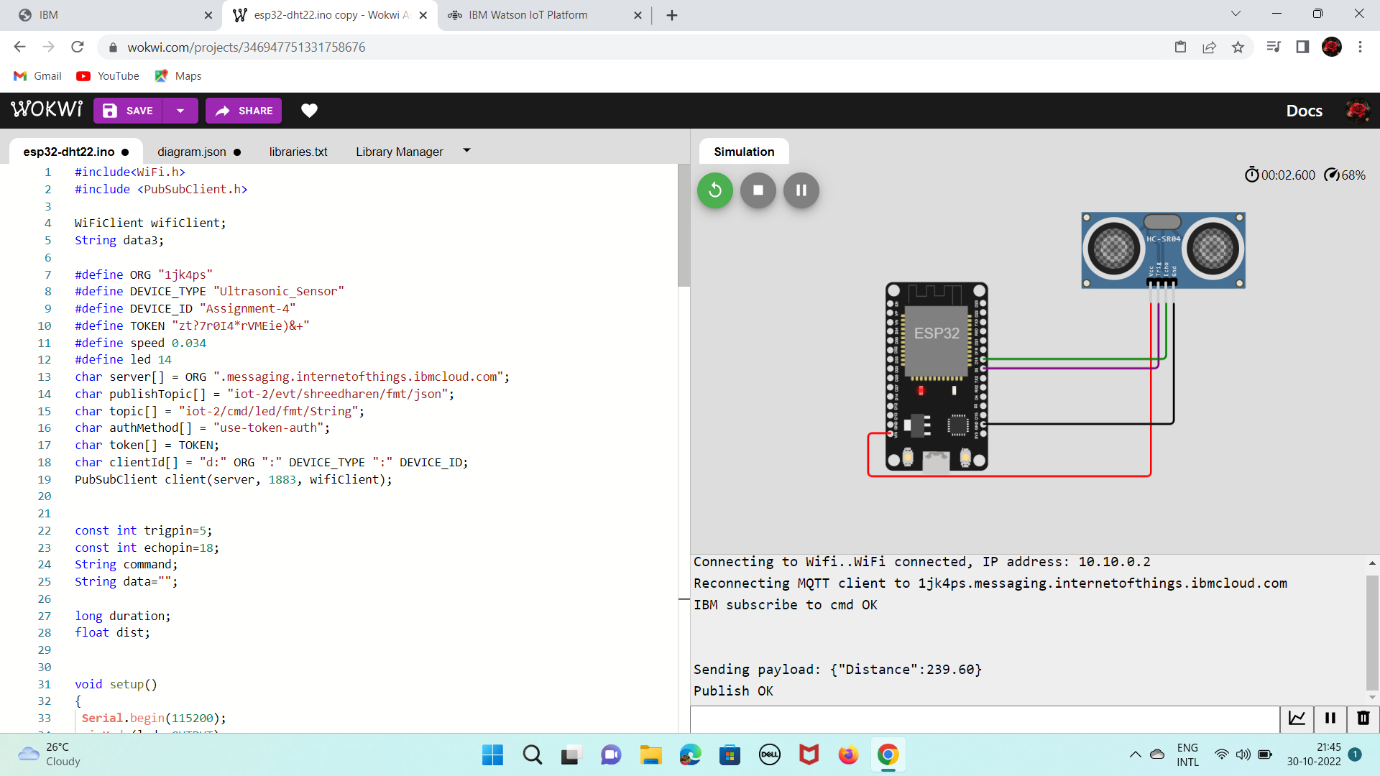 IBM
esp32-dht22.ino copy - Wokwi A
IBM Watson IoT Platform
wokwi.com/projects/346947751331758676
Gmail
YouTube
Maps
WOKWi
SAVE
SHARE
Docs
esp32-dht22.ino
diagram.json
libraries.txt
Library Manager
Simulation
1 #include<WiFi.h>
2 #include <PubSubClient.h>
3
4 WiFiClient wifiClient;
5 String data3;
6
7 #define ORG "1jk4ps"
8 #define DEVICE_TYPE "Ultrasonic_Sensor"
9 #define DEVICE_ID "Assignment-4"
10 #define TOKEN "zt?7r0I4*rVMEie)&+"
11 #define speed 0.034
12 #define led 14
13 char server[] = ORG ".messaging.internetofthings.ibmcloud.com";
14 char publishTopic[] = "iot-2/evt/shreedharen/fmt/json";
15 char topic[] = "iot-2/cmd/led/fmt/String";
16 char authMethod[] = "use-token-auth";
17 char token[] = TOKEN;
18 char clientId[] = "d:" ORG ":" DEVICE_TYPE ":" DEVICE_ID;
19 PubSubClient client(server, 1883, wifiClient);
20
21
22 const int trigpin=5;
23 const int echopin=18;
24 String command;
25 String data="";
26
27 long duration;
28 float dist;
29
30
31 void setup()
32 {
33 Serial.begin(115200);
00:02.600
68%
HC-SR04
Vcc
Trig
Echo
Gnd
ESP32
Connecting to Wifi..WiFi connected, IP address: 10.10.0.2
Reconnecting MQTT client to 1jk4ps.messaging.internetofthings.ibmcloud.com
IBM subscribe to cmd OK
Sending payload: {"Distance":239.60}
Publish OK
26°C
Cloudy
DELL
ENG
INTL
21:45
30-10-2022
1